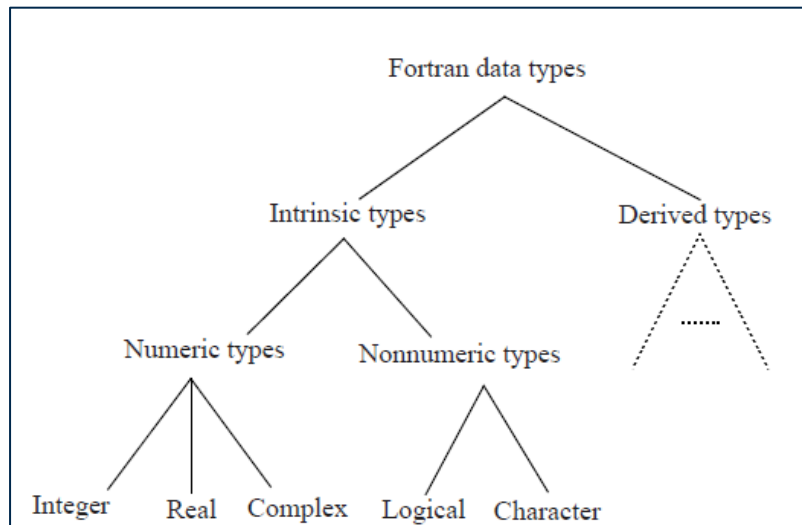 Fortran data types
Intrinsic types
Derived types
Numeric types
Nonnumeric types
Integer
Real
Complex
Logical
Character